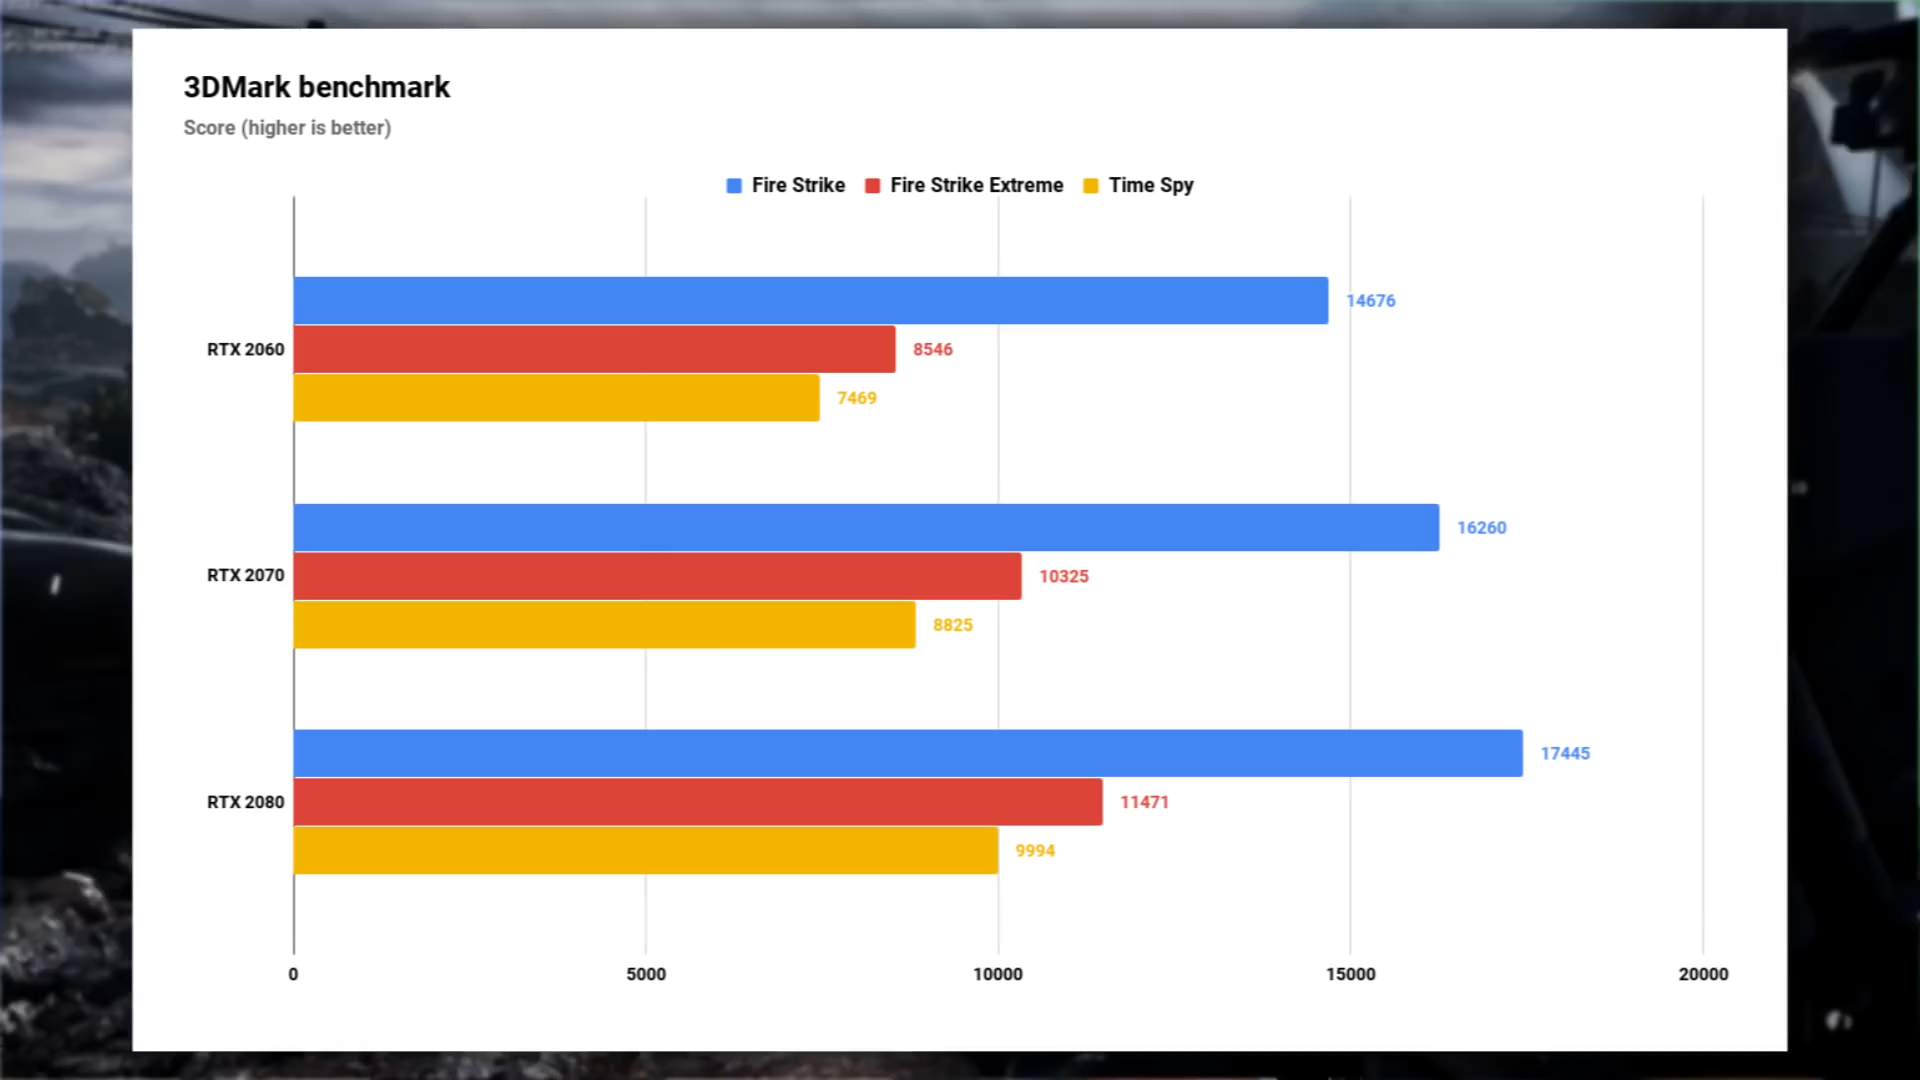 3DMark benchmark
Score (higher is better)
Fire Strike Fire Strike Extreme Time Spy
14676
RTX 2060 8546
7469
16260
RTX 2070 10325
8825
17445
RTX 2080 11471
9994
0 5000 10000 15000 20000